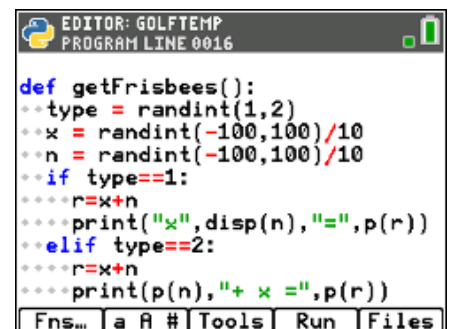 EDITOR: GOLFTEMP
PROGRAM LINE 0016
def getFrisbees():
  type = randint(1,2)
  x = randint(-100,100)/10
  n = randint(-100,100)/10
  if type==1:
    r=x+n
    print("x",disp(n),"=",p(r))
  elif type==2:
    r=x+n
    print(p(n),"+ x =",p(r))
Fns… a A # Tools Run Files